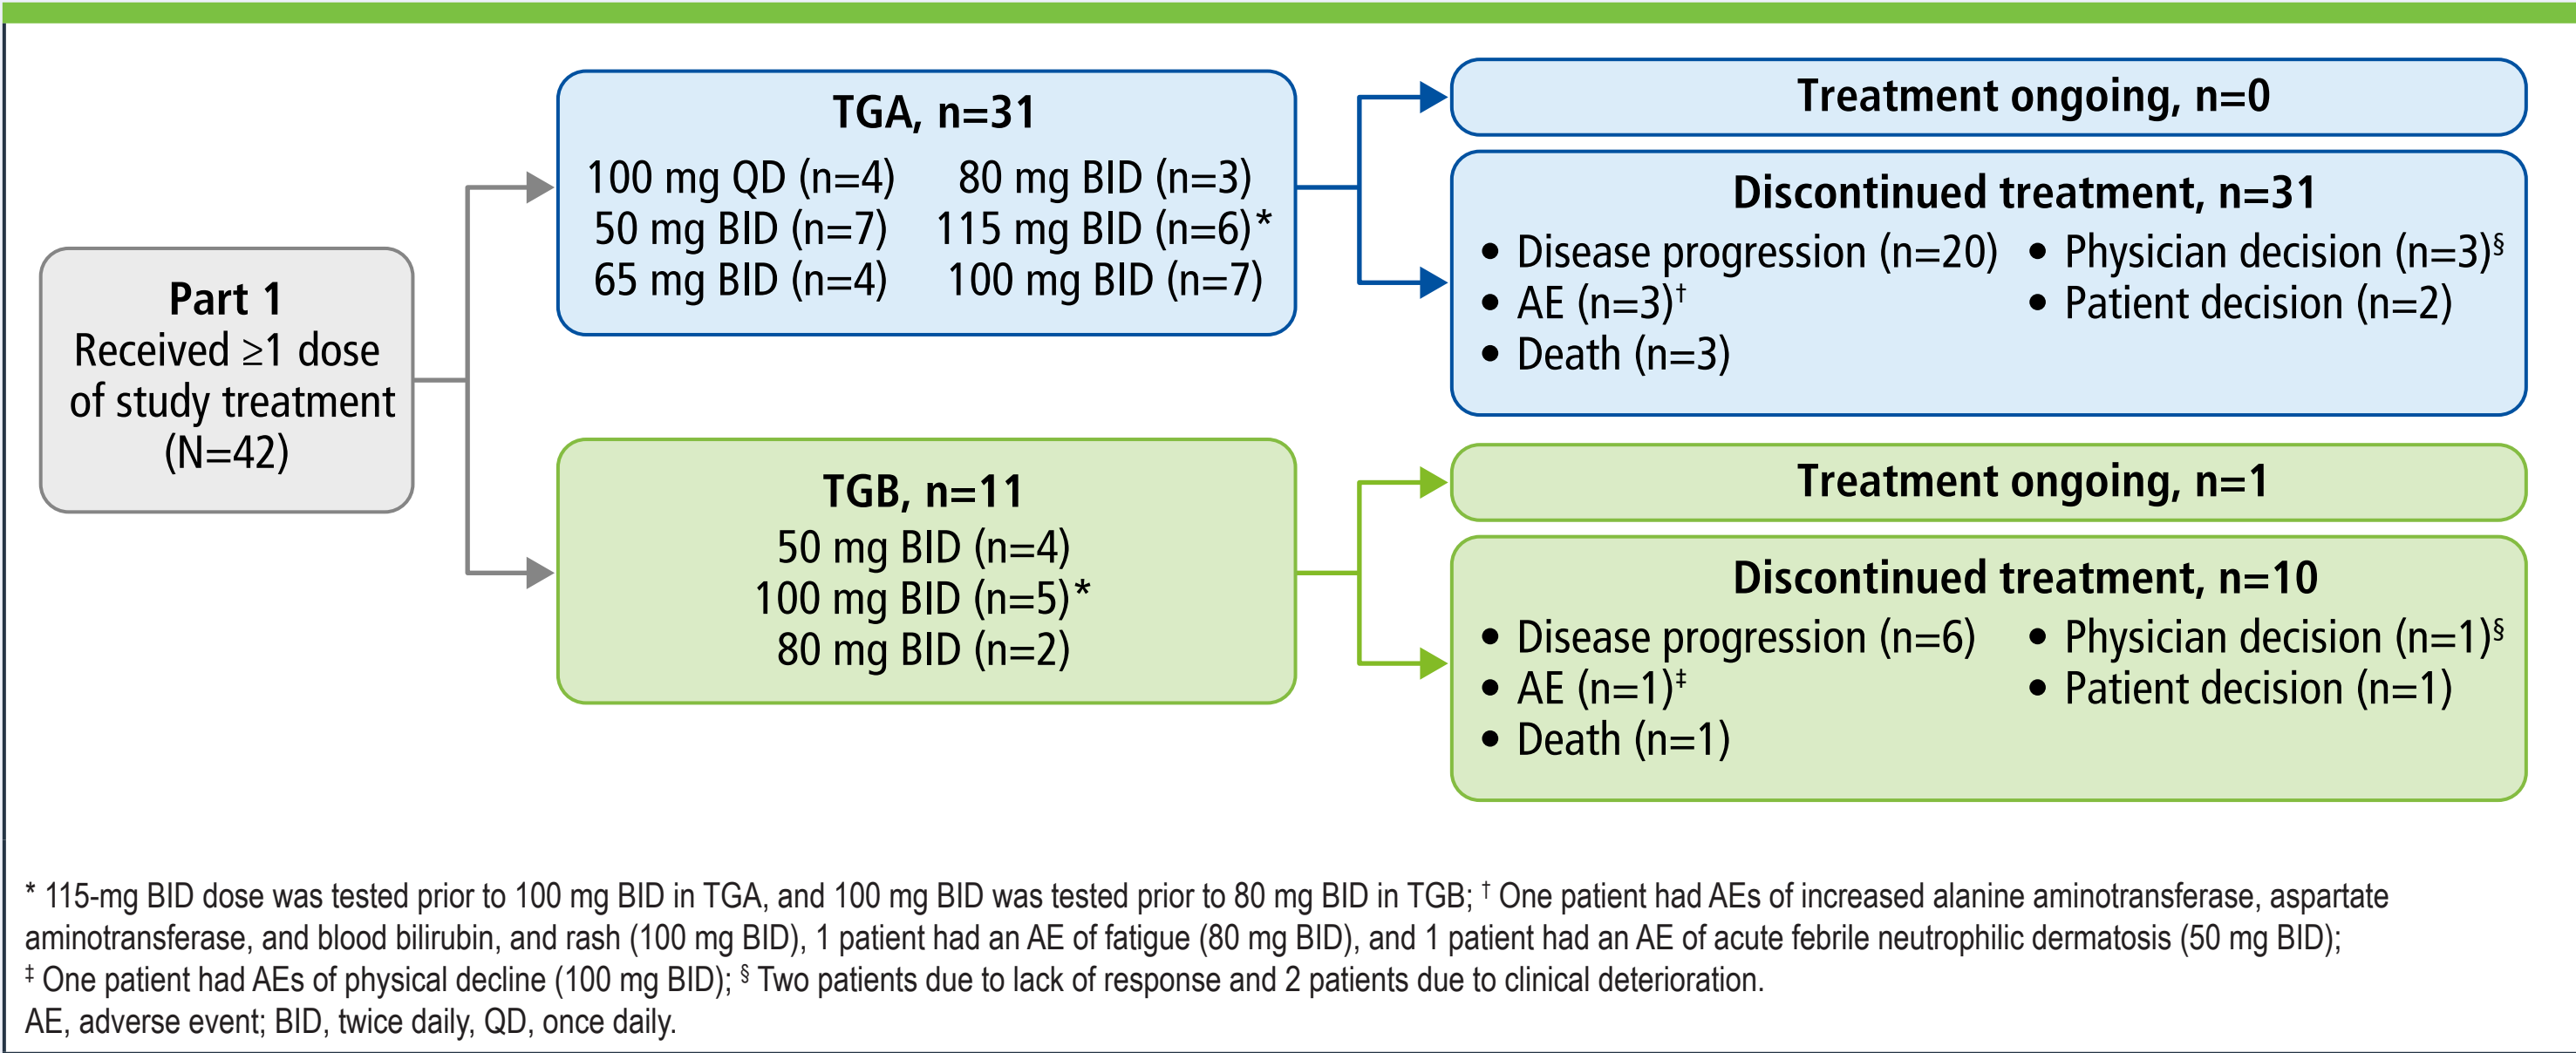 Part 1
Received ≥1 dose
of study treatment
(N=42)
TGA, n=31
100 mg QD (n=4)
50 mg BID (n=7)
65 mg BID (n=4)
80 mg BID (n=3)
115 mg BID (n=6)*
100 mg BID (n=7)
Treatment ongoing, n=0
Discontinued treatment, n=31
• Disease progression (n=20)
• AE (n=3)†
• Death (n=3)
• Physician decision (n=3)§
• Patient decision (n=2)
TGB, n=11
50 mg BID (n=4)
100 mg BID (n=5)*
80 mg BID (n=2)
Treatment ongoing, n=1
Discontinued treatment, n=10
• Disease progression (n=6)
• AE (n=1)‡
• Death (n=1)
• Physician decision (n=1)§
• Patient decision (n=1)
* 115-mg BID dose was tested prior to 100 mg BID in TGA, and 100 mg BID was tested prior to 80 mg BID in TGB; † One patient had AEs of increased alanine aminotransferase, aspartate
aminotransferase, and blood bilirubin, and rash (100 mg BID), 1 patient had an AE of fatigue (80 mg BID), and 1 patient had an AE of acute febrile neutrophilic dermatosis (50 mg BID);
‡ One patient had AEs of physical decline (100 mg BID); § Two patients due to lack of response and 2 patients due to clinical deterioration.
AE, adverse event; BID, twice daily, QD, once daily.